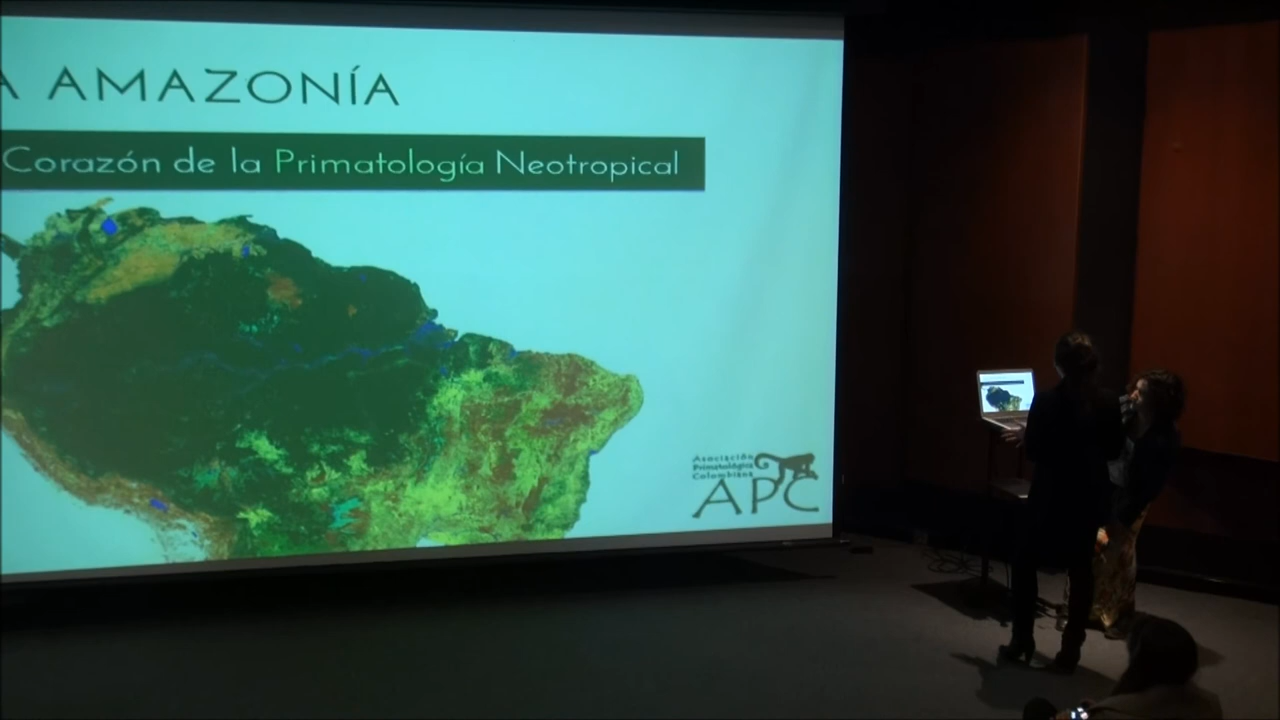 A AMAZONÍA
Corazón de la Primatología Neotropical
Asociación
Primatológica
Colombiana
APC